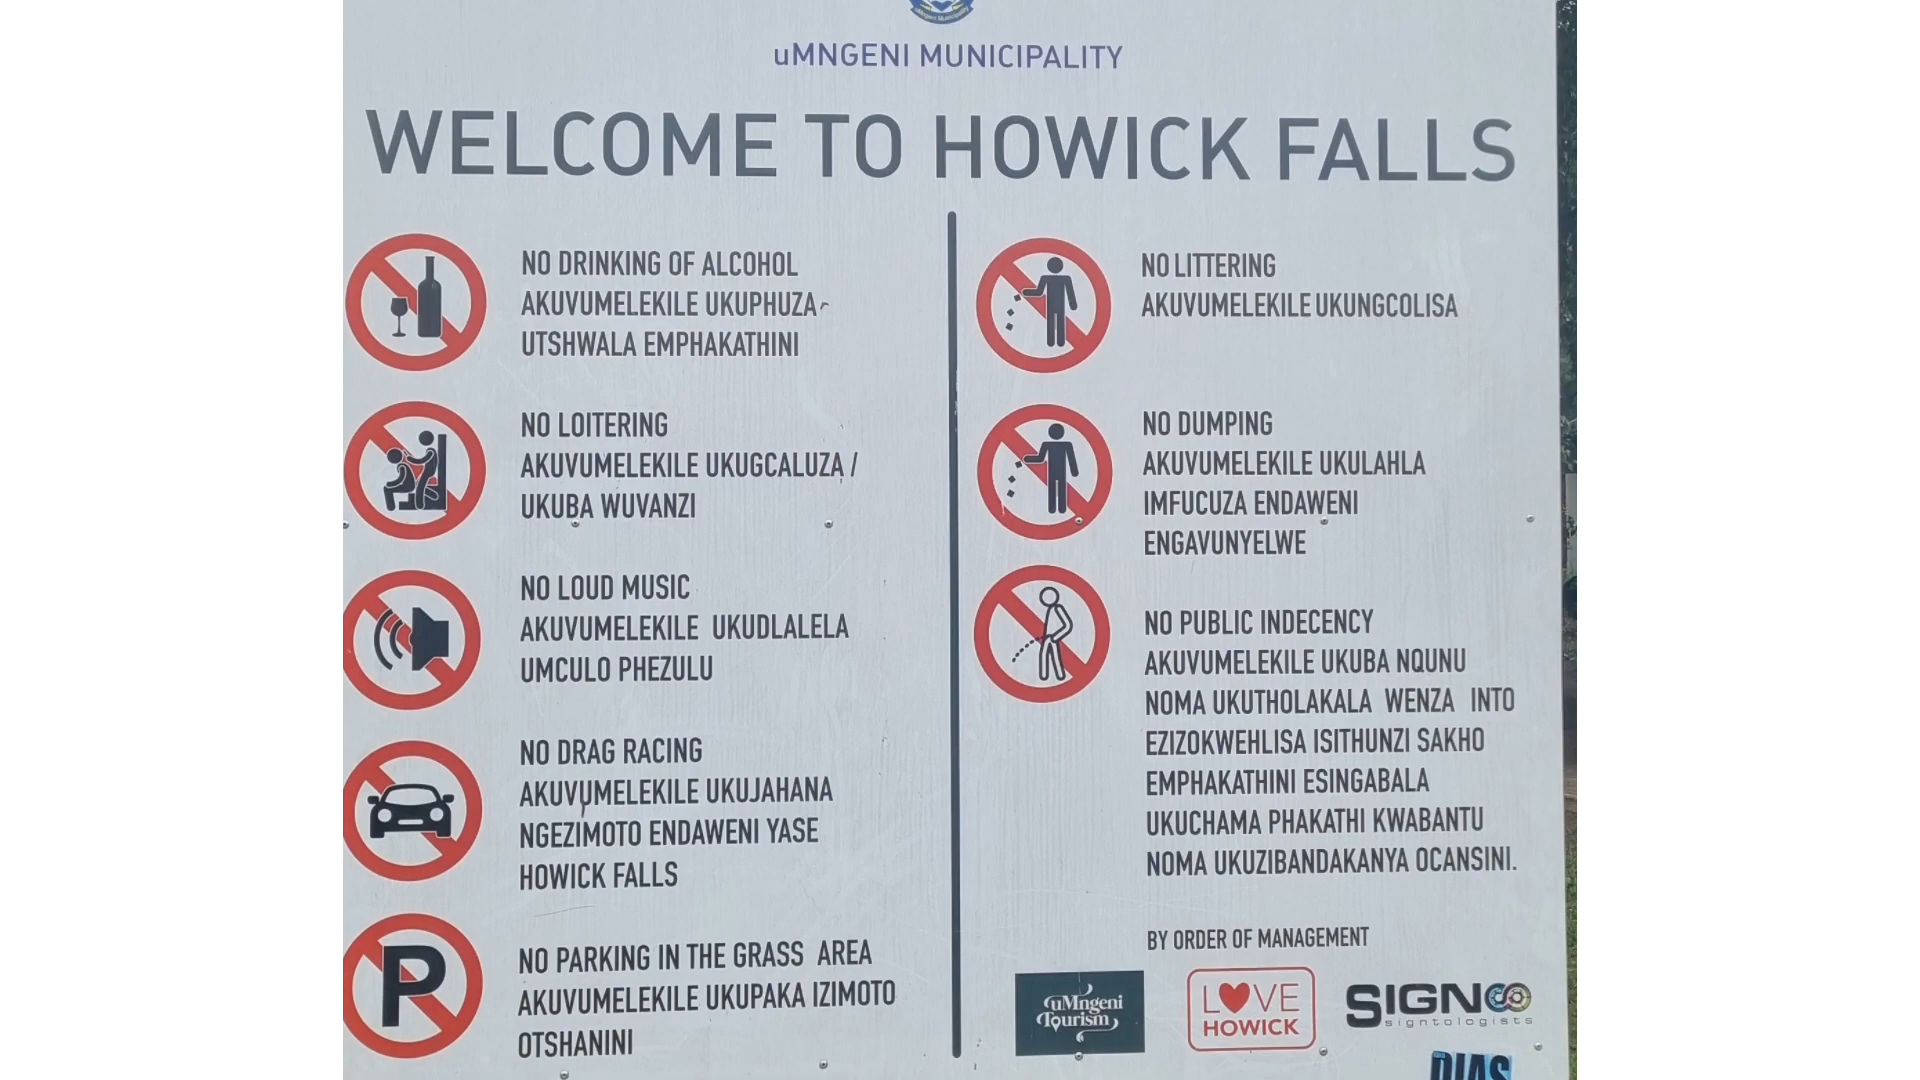 uMngeni Municipality
uMNGENI MUNICIPALITY
WELCOME TO HOWICK FALLS
NO DRINKING OF ALCOHOL
AKUVUMELEKILE UKUPHUZA
UTSHWALA EMPHAKATHINI
NO LOITERING
AKUVUMELEKILE UKUGCALUZA /
UKUBA WUVANZI
NO LOUD MUSIC
AKUVUMELEKILE UKUDLALELA
UMCULO PHEZULU
NO DRAG RACING
AKUVUMELEKILE UKUJAHANA
NGEZIMOTO ENDAWENI YASE
HOWICK FALLS
P
NO PARKING IN THE GRASS AREA
AKUVUMELEKILE UKUPAKA IZIMOTO
OTSHANINI
NO LITTERING
AKUVUMELEKILE UKUNGCOLISA
NO DUMPING
AKUVUMELEKILE UKULAHLA
IMFUCUZA ENDAWENI
ENGAVUNYELWE
NO PUBLIC INDECENCY
AKUVUMELEKILE UKUBA NQUNU
NOMA UKUTHOLAKALA WENZA INTO
EZIZOKWEHLISA ISITHUNZI SAKHO
EMPHAKATHINI ESINGABALA
UKUCHAMA PHAKATHI KWABANTU
NOMA UKUZIBANDAKANYA OCANSINI.
BY ORDER OF MANAGEMENT
uMngeni
Tourism
LOVE
HOWICK
SIGNCO
signtologists